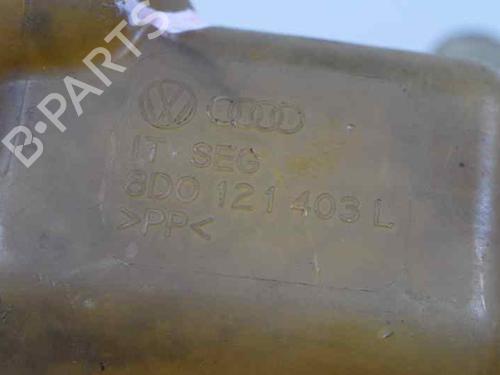 B-PARTS
IT SEG
8D0 121 403 L
>PP<